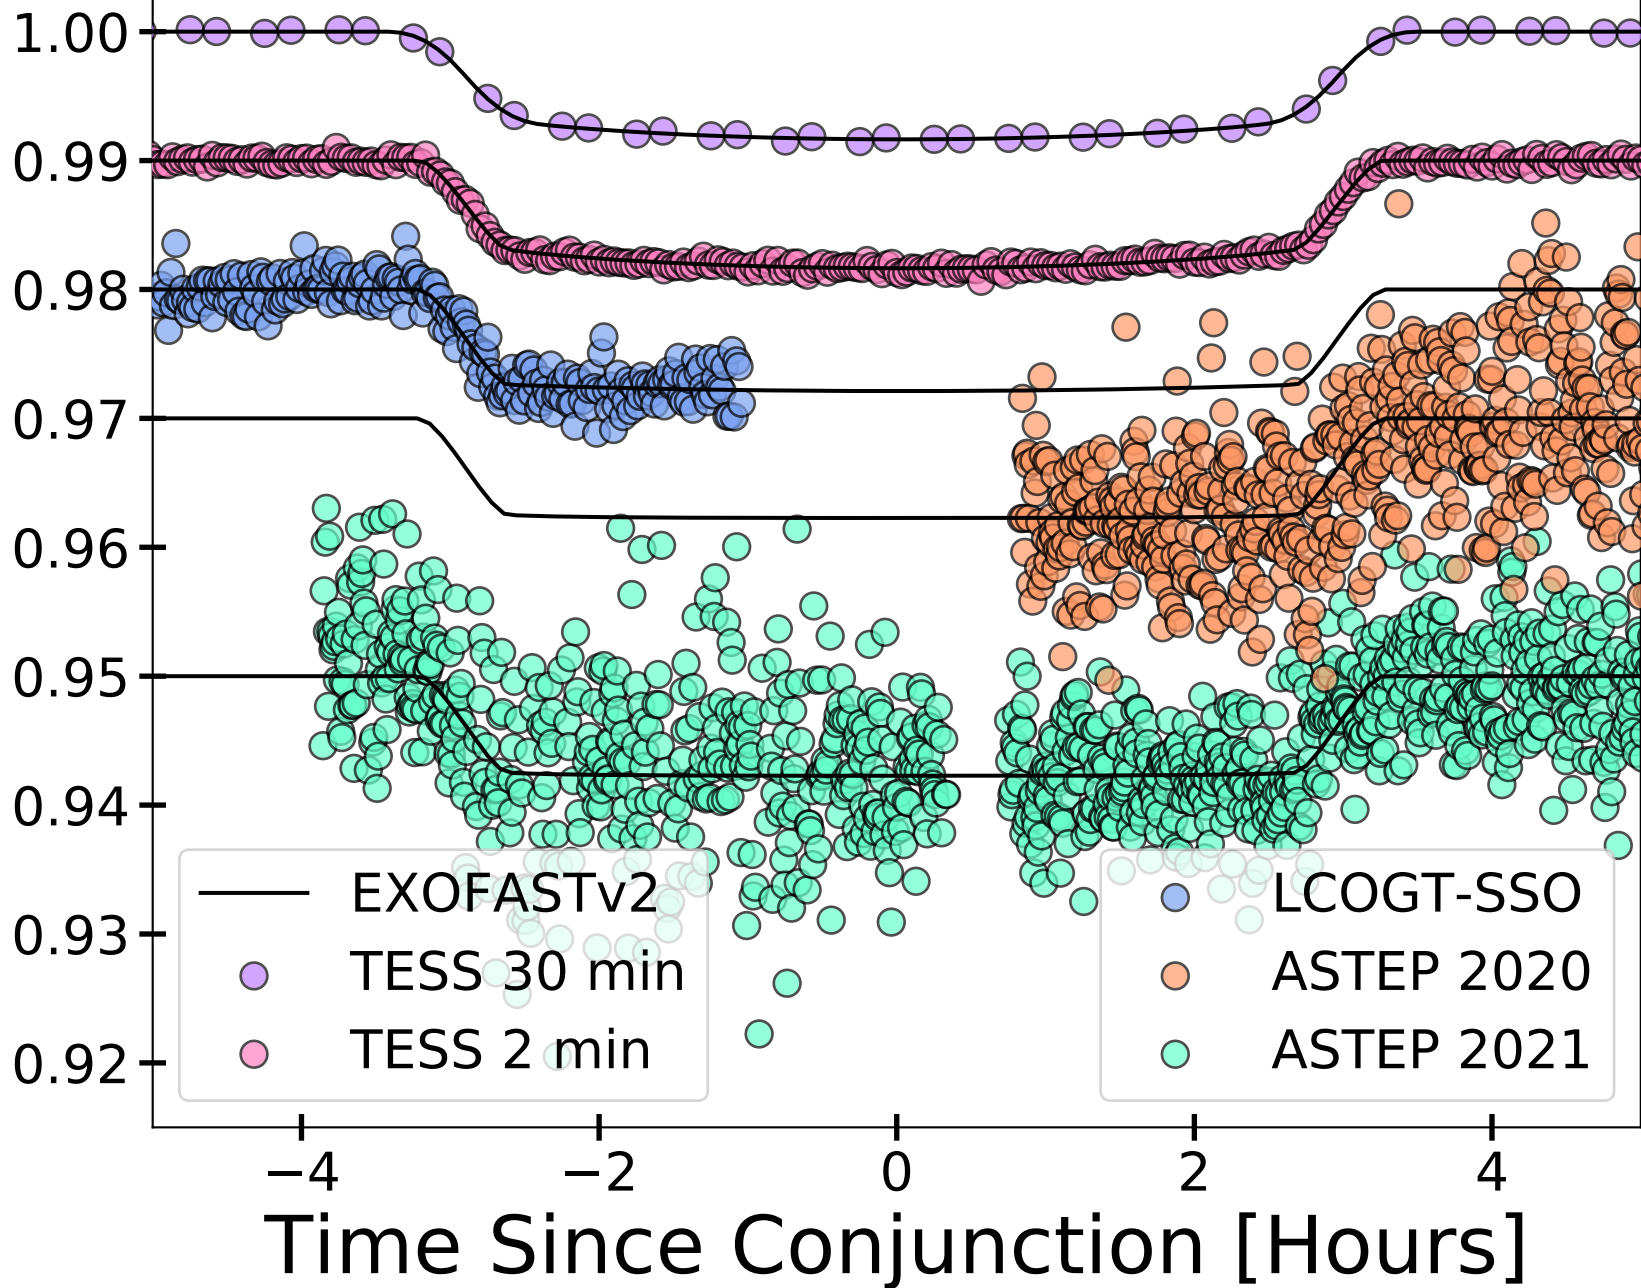 1.00
0.99
0.98
0.97
0.96
0.95
0.94
0.93
0.92
EXOFASTv2
TESS 30 min
TESS 2 min
LCOGT-SSO
ASTEP 2020
ASTEP 2021
−4 −2 0 2 4
Time Since Conjunction [Hours]